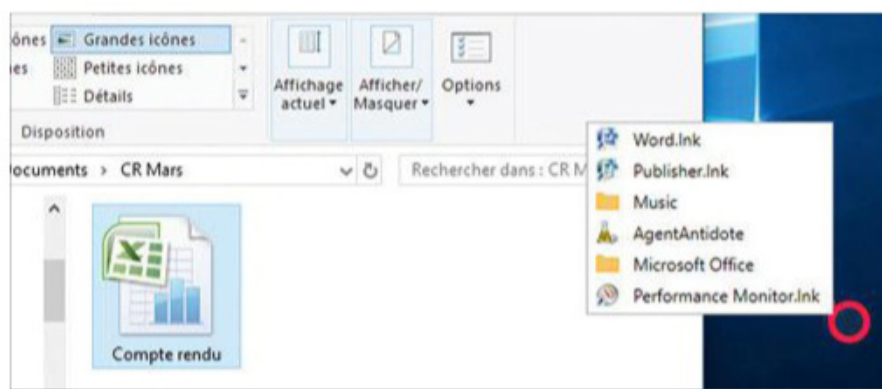 ônes Grandes icônes
es Petites icônes
Détails
Affichage actuel
Afficher/ Masquer
Options
Disposition
ocuments > CR Mars
Rechercher dans : CR M
Word.lnk
Publisher.lnk
Music
AgentAntidote
Microsoft Office
Performance Monitor.lnk
Compte rendu